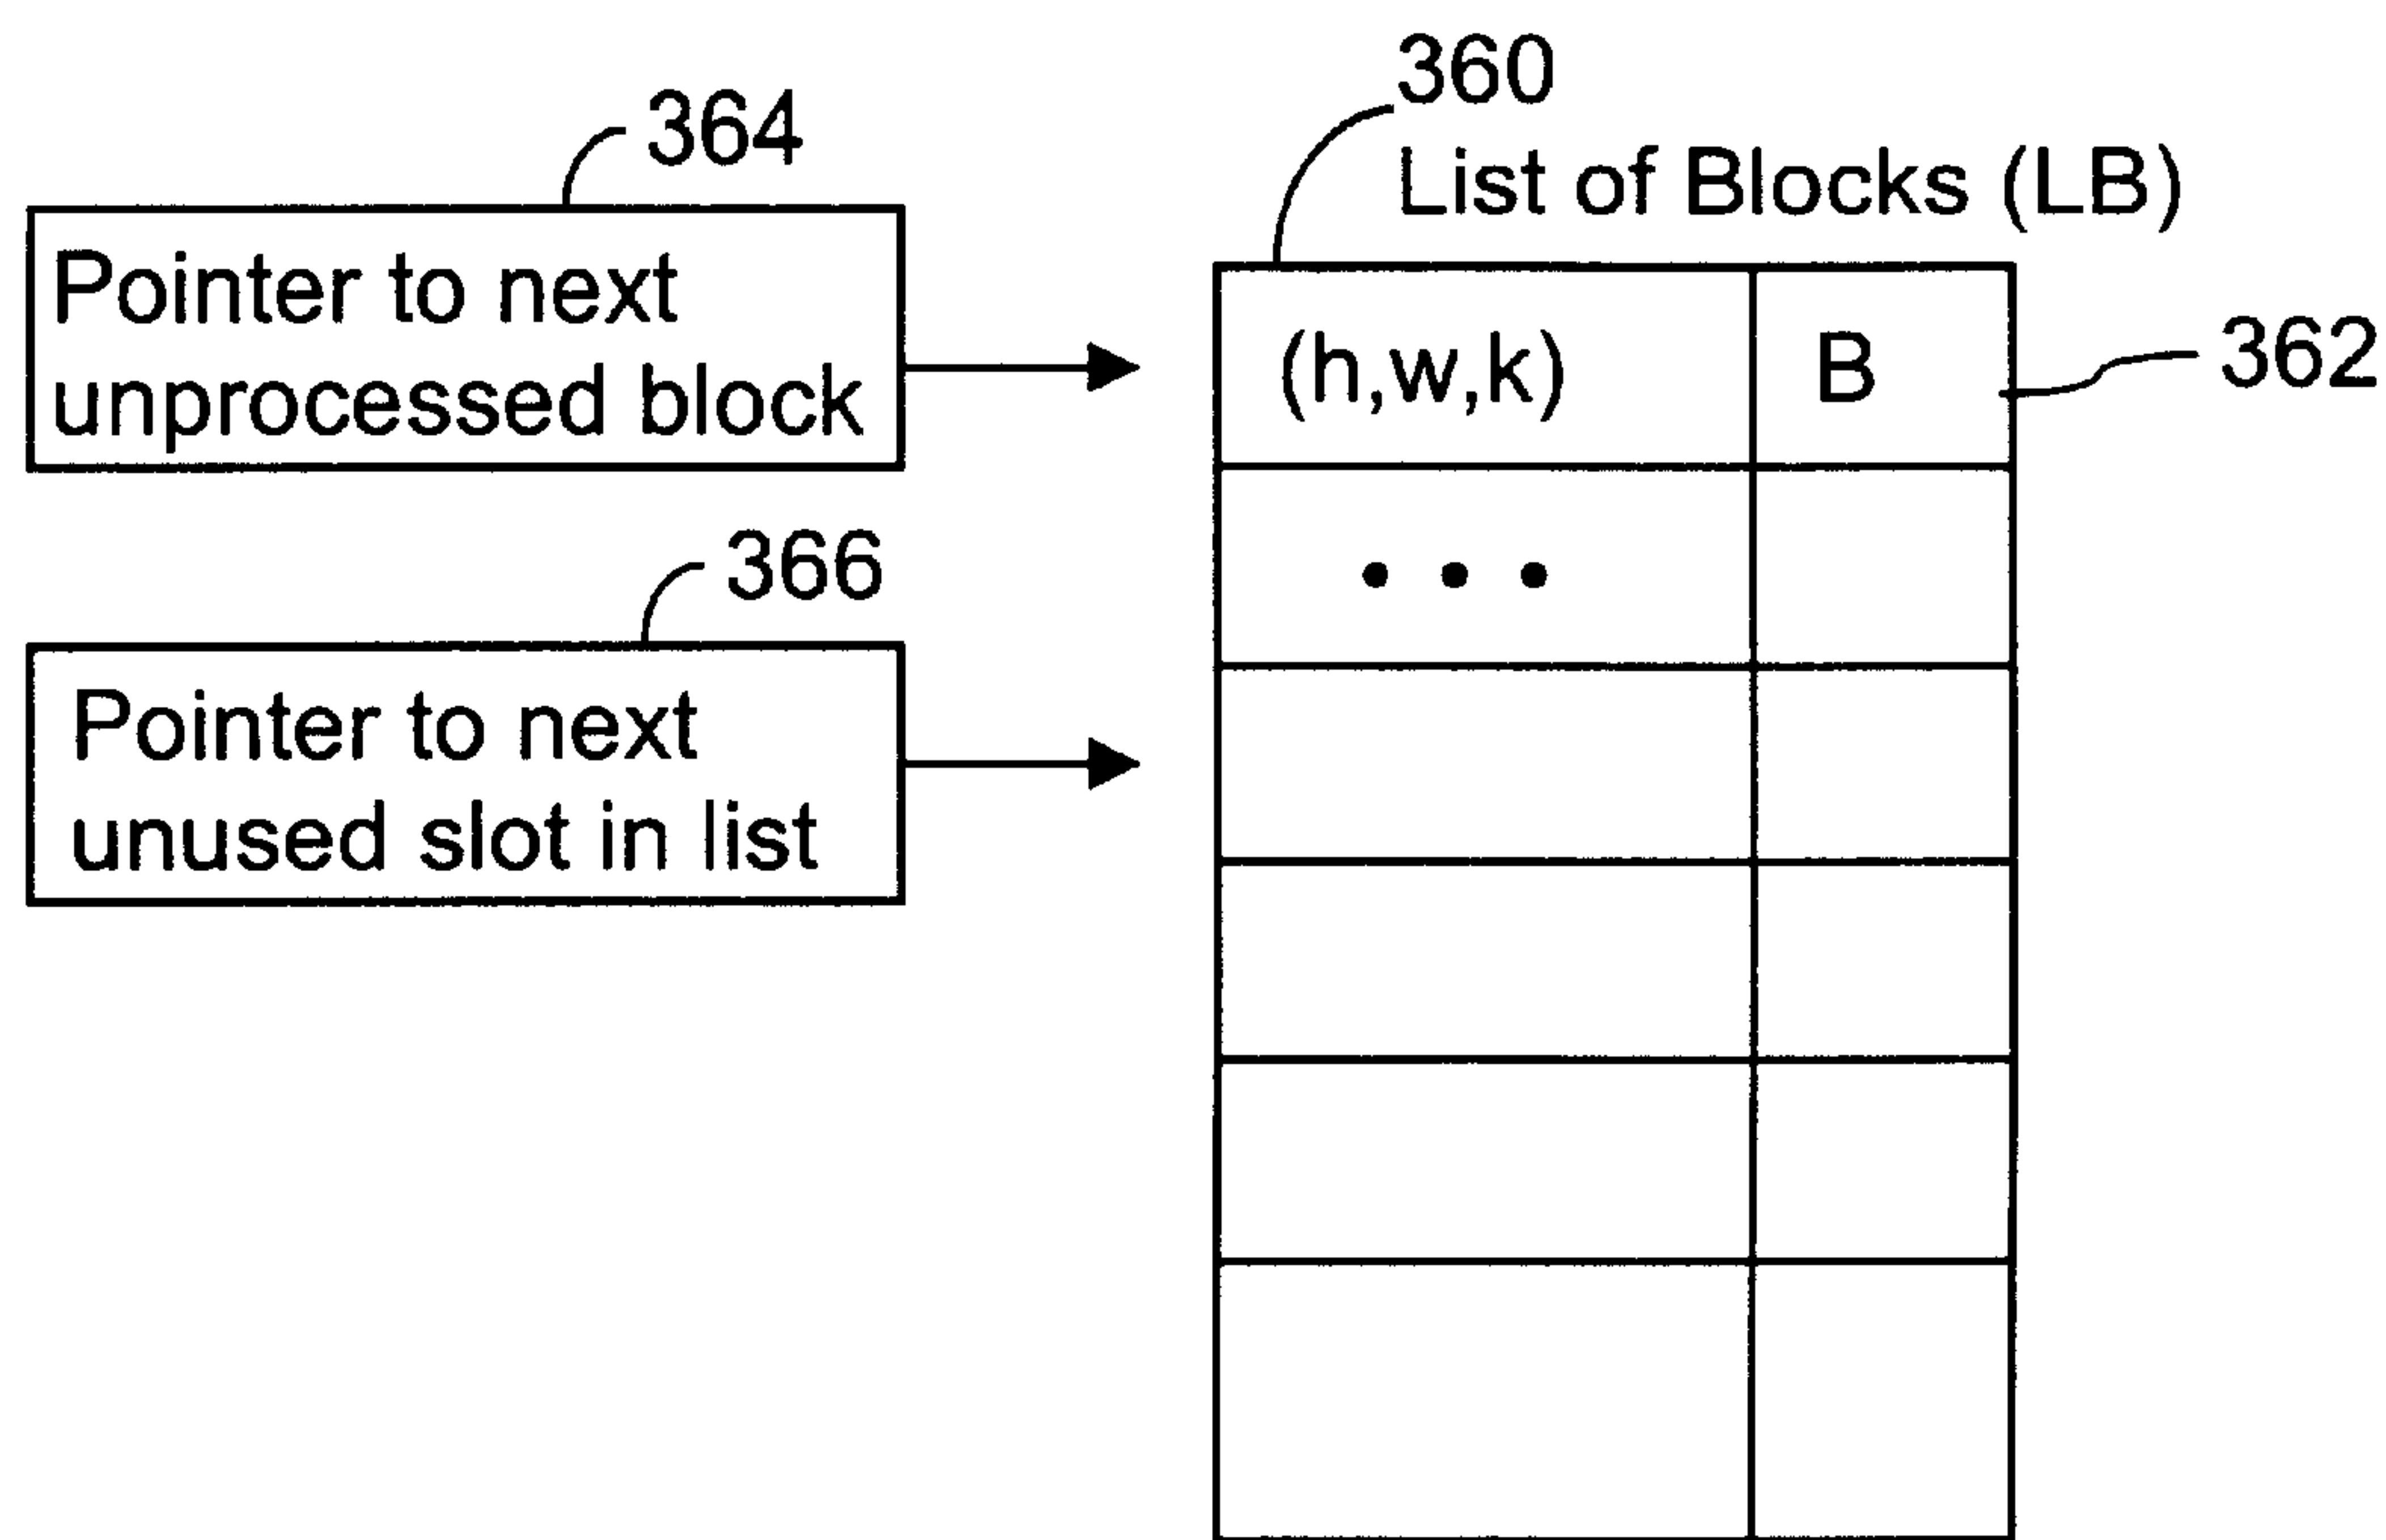 364
Pointer to next
unprocessed block
366
Pointer to next
unused slot in list
360
List of Blocks (LB)
(h,w,k)
B
362
• • •